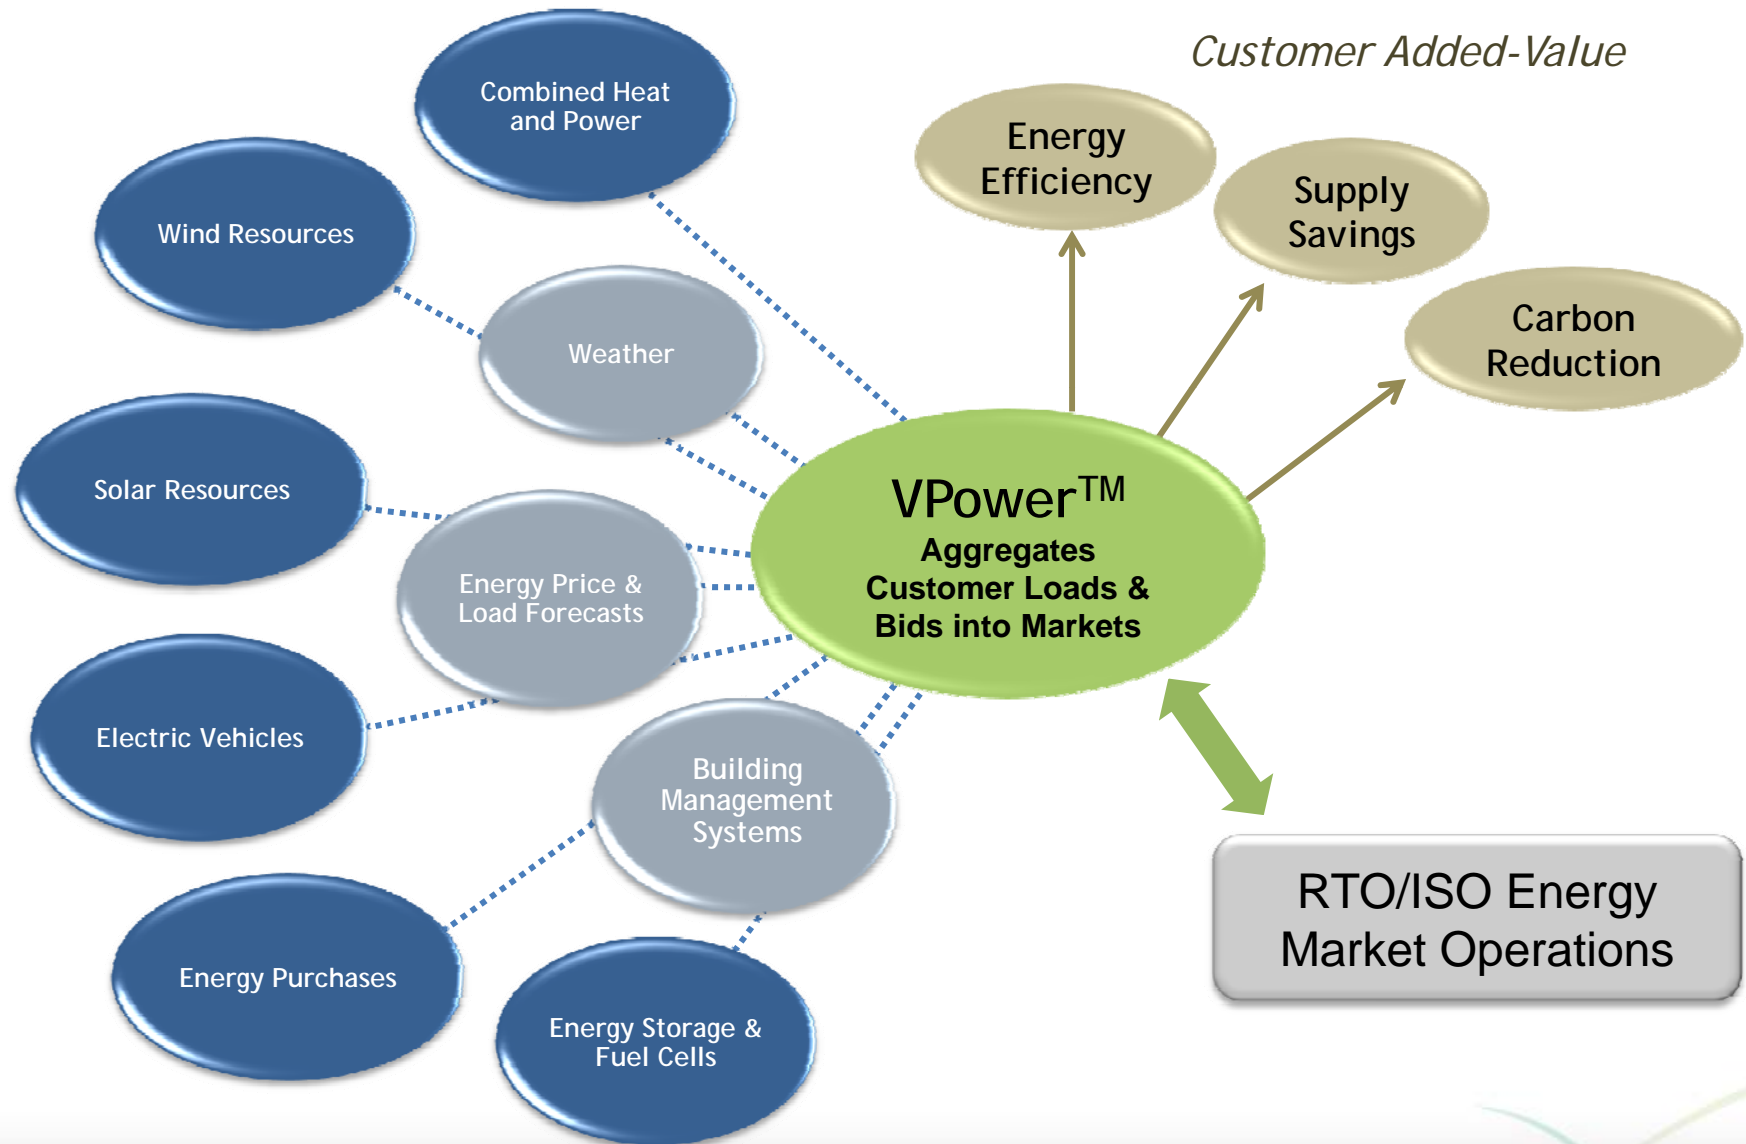 Customer Added-Value
Combined Heat
and Power
Energy
Efficiency
Supply
Savings
Wind Resources
Carbon
Reduction
Weather
Solar Resources
VPower™
Aggregates
Customer Loads &
Bids into Markets
Energy Price &
Load Forecasts
Electric Vehicles
Building
Management
Systems
RTO/ISO Energy
Market Operations
Energy Purchases
Energy Storage &
Fuel Cells